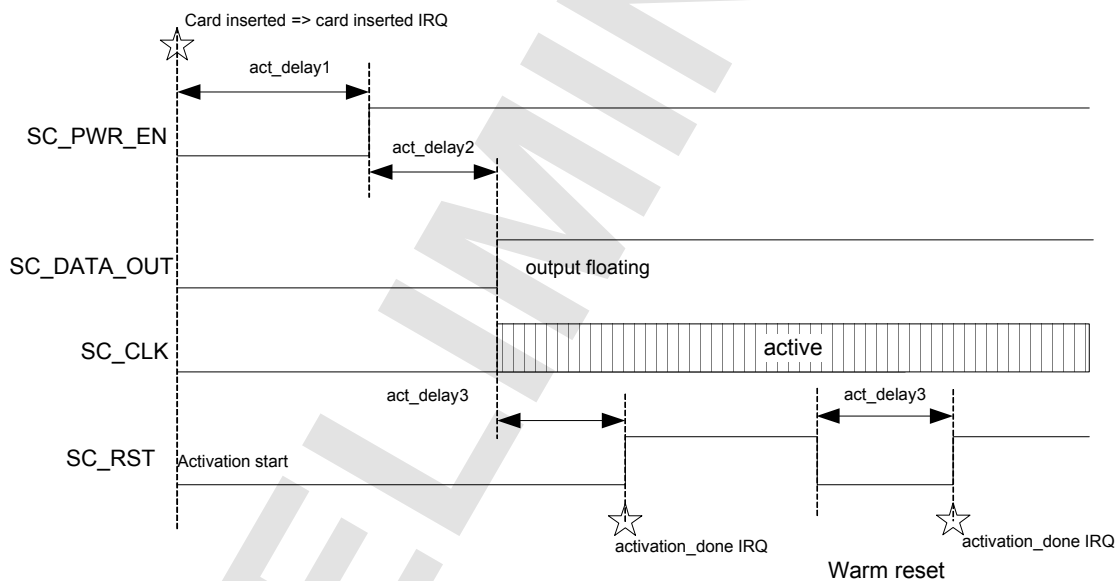 Card inserted => card inserted IRQ
act_delay1
SC_PWR_EN
act_delay2
SC_DATA_OUT
output floating
SC_CLK
active
act_delay3
act_delay3
SC_RST
Activation start
activation_done IRQ
activation_done IRQ
Warm reset